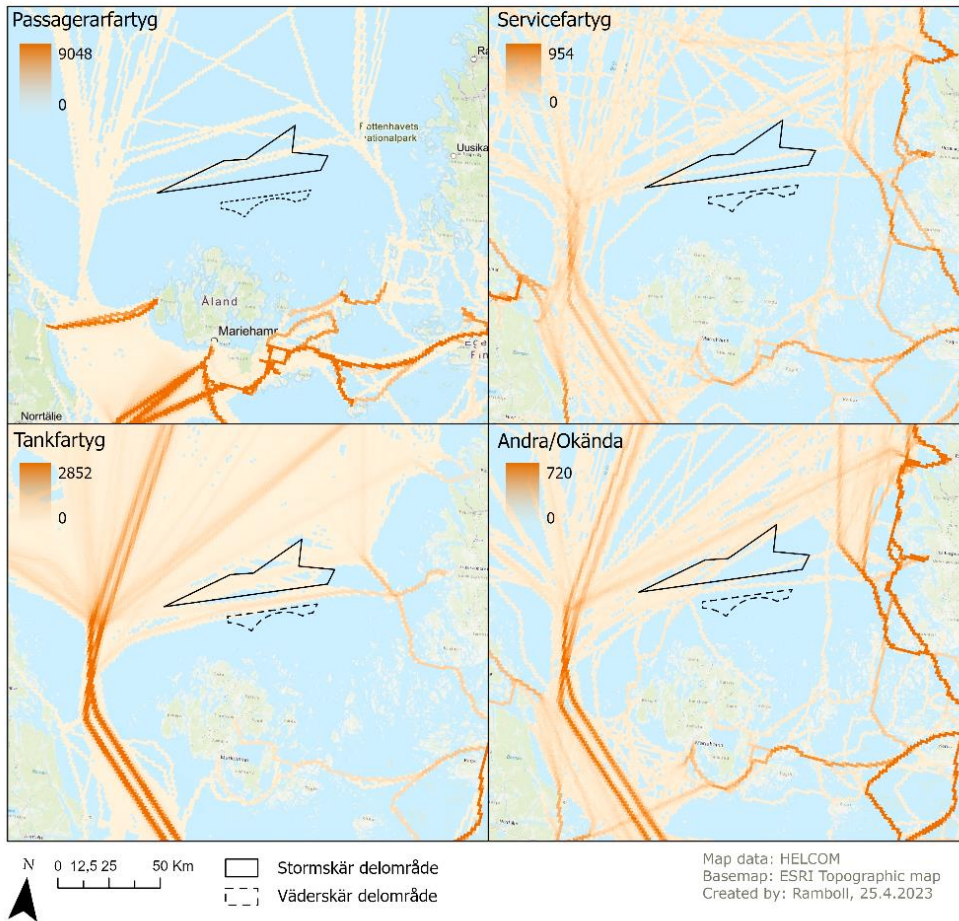 Passagerarfartyg
9048
0
Ra
Bottenhavets
nationalpark
Uusika
Åland
Mariehamn
Norrtälje
Servicefartyg
954
0
Tankfartyg
2852
0
Andra/Okända
720
0
N
0 12,5 25 50 Km
Stormskär delområde
Väderskär delområde
Map data: HELCOM
Basemap: ESRI Topographic map
Created by: Ramboll, 25.4.2023